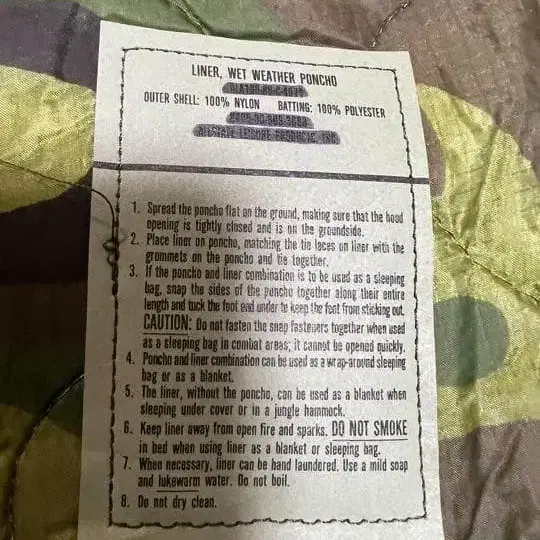 LINER, WET WEATHER PONCHO
OUTER SHELL: 100% NYLON BATTING: 100% POLYESTER
1. Spread the poncho flat on the ground, making sure that the hood
opening is tightly closed and is on the groundside.
2. Place liner on poncho, matching the tie laces on liner with the
grommets on the poncho and tie together.
3. If the poncho and liner combination is to be used as a sleeping
bag, snap the sides of the poncho together along their entire
length and tuck the foot end under to keep the font from sticking out.
CAUTION: Do not fasten the snap fasteners together when used
as a sleeping bag in combat areas; it cannot be opened quickly.
4. Poncho and liner combination can be used as a wrap-around sleeping
bag or as a blanket.
5. The liner, without the poncho, can be used as a blanket when
sleeping under cover or in a jungle hammock.
6. Keep liner away from open fire and sparks. DO NOT SMOKE
in bed when using liner as a blanket or sleeping bag.
7. When necessary, liner can be hand laundered. Use a mild soap
and lukewarm water. Do not boil.
8. Do not dry clean.